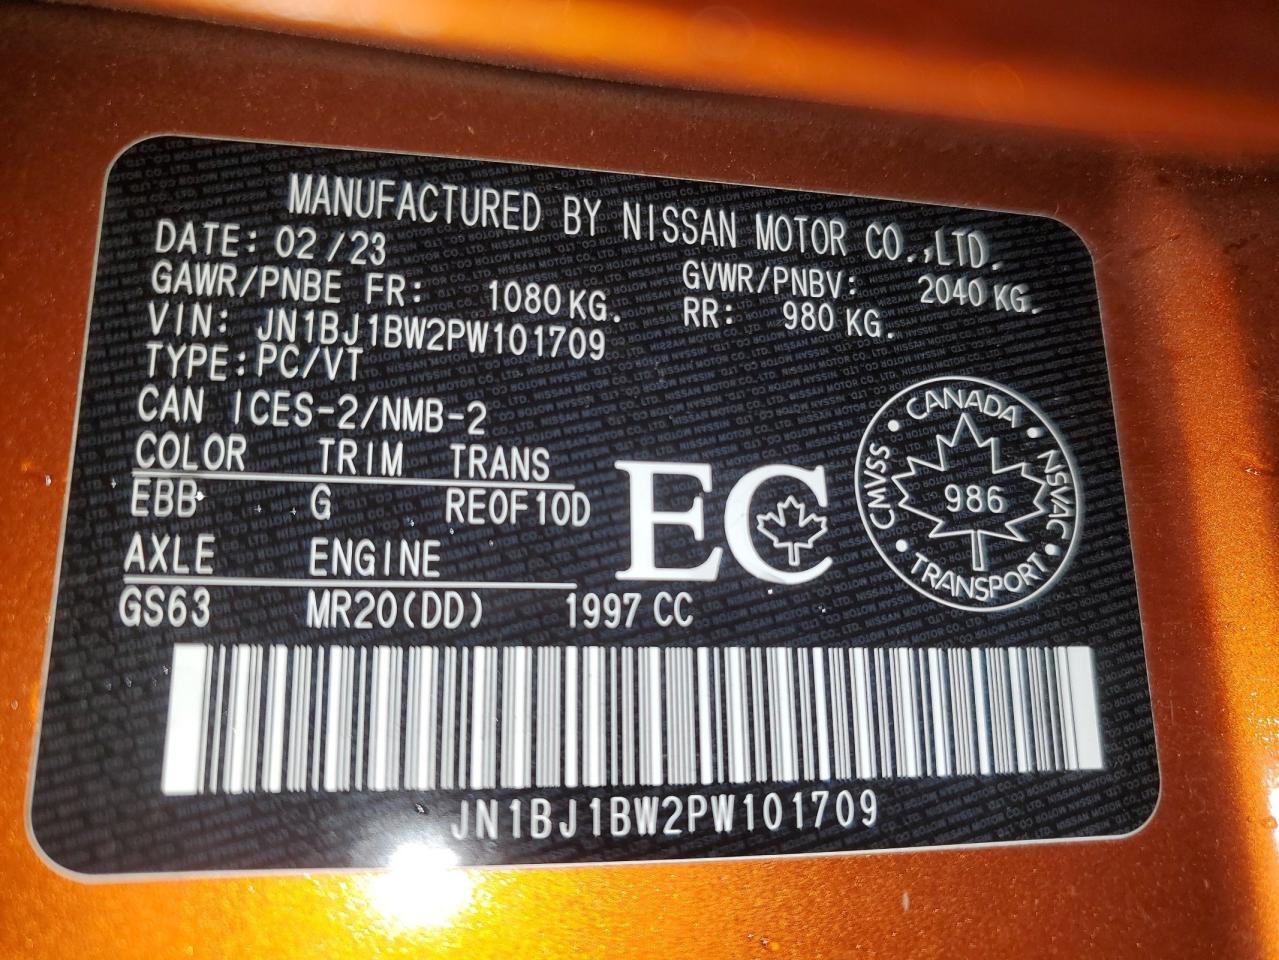 MANUFACTURED BY NISSAN MOTOR CO.,LTD.
DATE: 02/23
GVWR/PNBV: 2040 KG.
GAWR/PNBE FR: 1080 KG. RR: 980 KG.
VIN: JN1BJ1BW2PW101709
TYPE: PC/VT
CAN ICES-2/NMB-2
COLOR TRIM TRANS
EBB G RE0F10D
AXLE ENGINE
GS63 MR20(DD) 1997 CC
EC
CANADA
CMVSS
NSVAC
986
TRANSPORT
JN1BJ1BW2PW101709